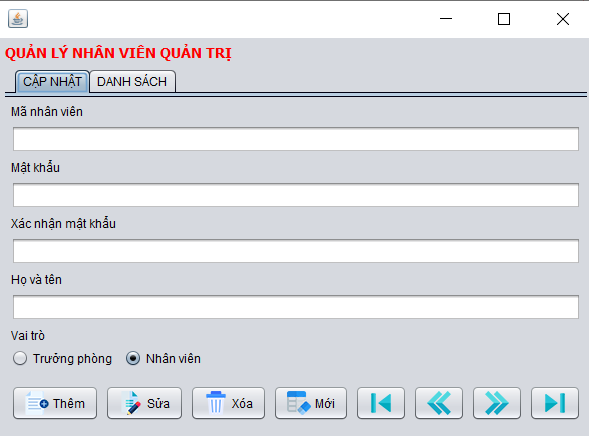 QUẢN LÝ NHÂN VIÊN QUẢN TRỊ
CẬP NHẬT DANH SÁCH
Mã nhân viên
Mật khẩu
Xác nhận mật khẩu
Họ và tên
Vai trò
Trưởng phòng Nhân viên
Thêm Sửa Xóa Mới